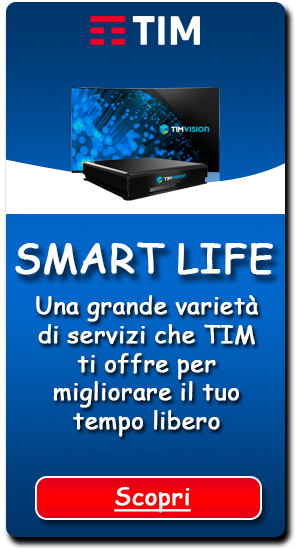 TIM
TIMVISION
TIMVISION
SMART LIFE
Una grande varietà
di servizi che TIM
ti offre per
migliorare il tuo
tempo libero
Scopri